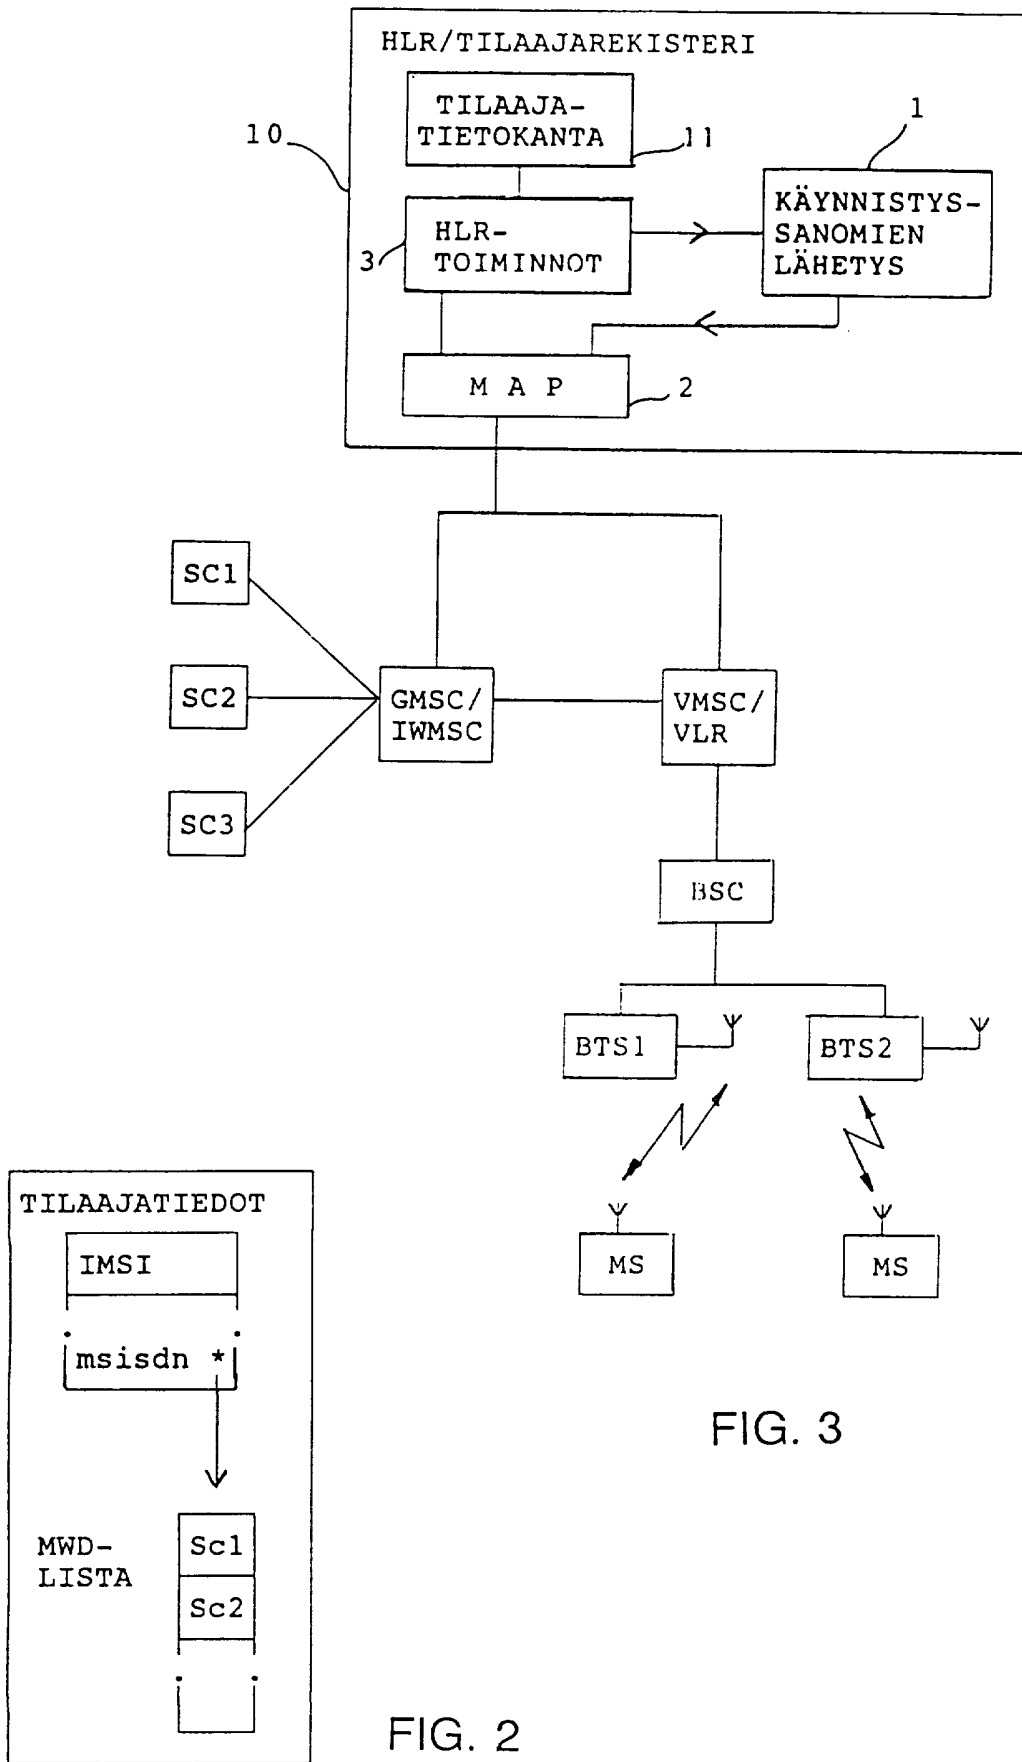 HLR/TILAAJAREKISTERI
TILAAJA-
TIETOKANTA
11
10
1
KÄYNNISTYS-
SANOMIEN
LÄHETYS
HLR-
TOIMINNOT
3
M A P
2
SC1
SC2
SC3
GMSC/
IWMSC
VMSC/
VLR
BSC
BTS1
BTS2
MS
MS
FIG. 3
TILAAJATIEDOT
IMSI
msisdn *
MWD-
LISTA
Sc1
Sc2
FIG. 2